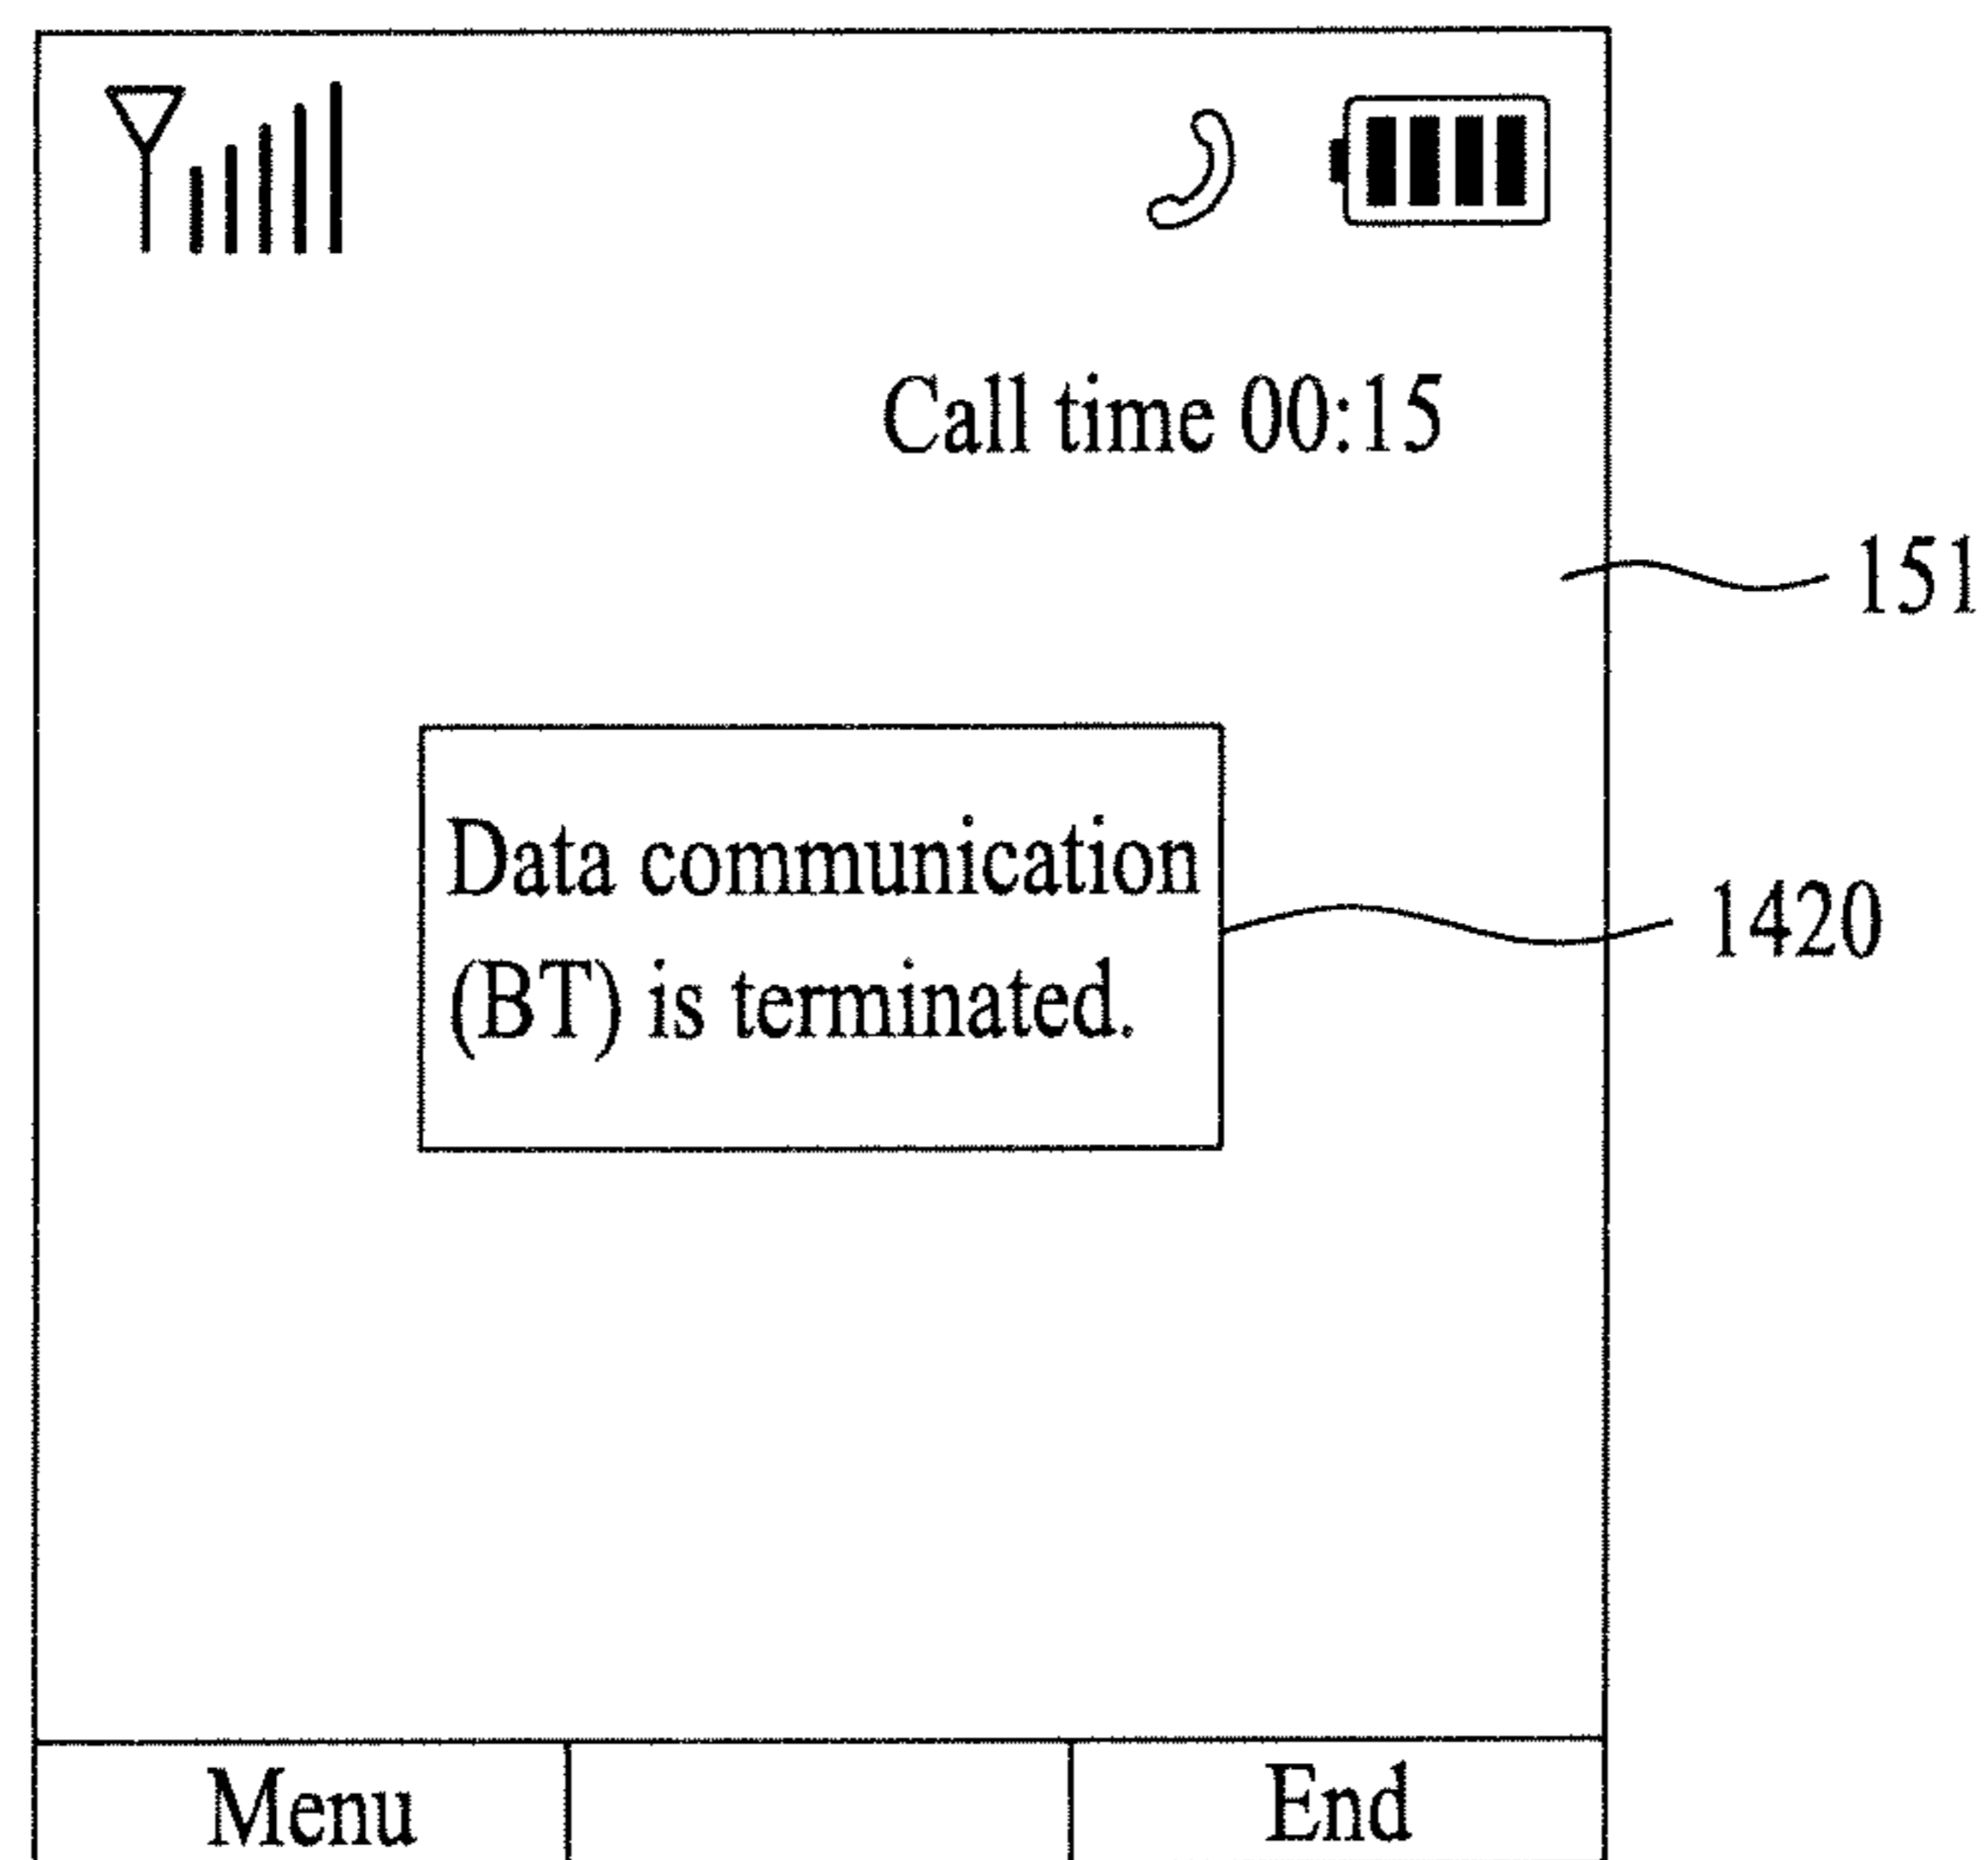 Call time 00:15
151
Data communication
(BT) is terminated.
1420
Menu
End